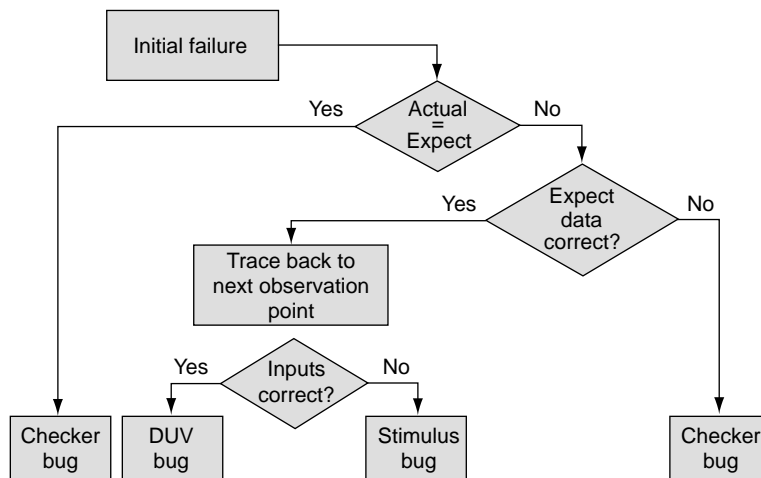 Initial failure
Yes
Actual
=
Expect
No
Yes
Expect
data
correct?
No
Trace back to
next observation
point
Yes
Inputs
correct?
No
Checker
bug
DUV
bug
Stimulus
bug
Checker
bug